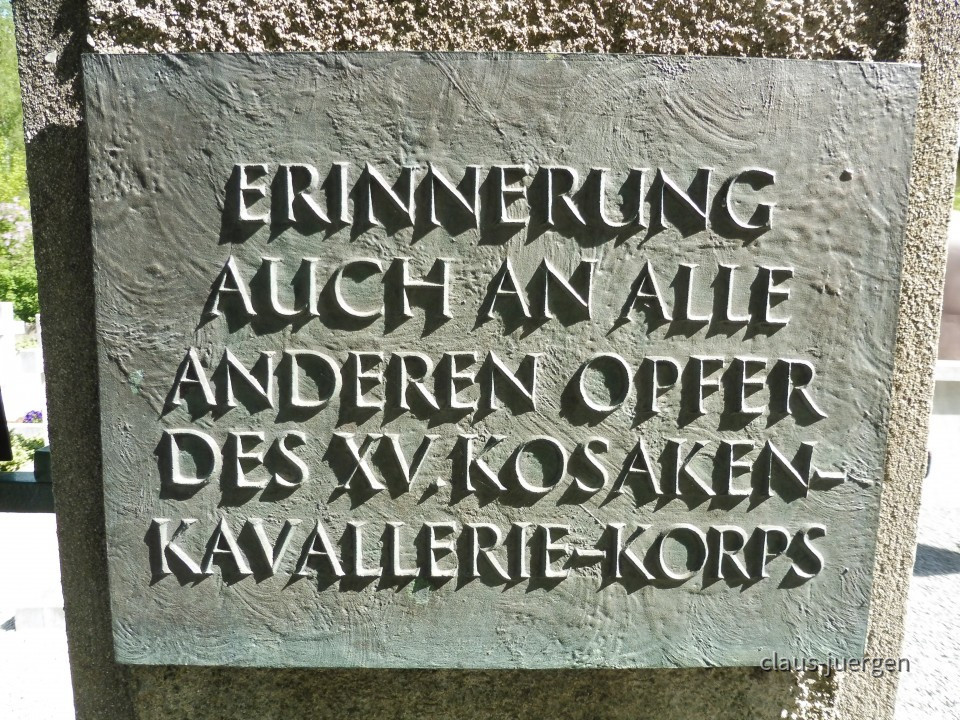 ERINNERUNG
AUCH AN ALLE
ANDEREN OPFER
DES XV. KOSAKEN-
KAVALLERIE-KORPS
claus-juergen